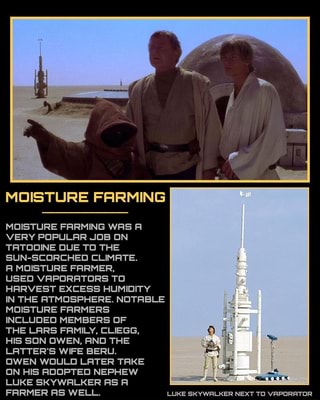 MOISTURE FARMING
MOISTURE FARMING WAS A
VERY POPULAR JOB ON
TATOOINE DUE TO THE
SUN-SCORCHED CLIMATE.
A MOISTURE FARMER,
USED VAPORATORS TO
HARVEST EXCESS HUMIDITY
IN THE ATMOSPHERE. NOTABLE
MOISTURE FARMERS
INCLUDED MEMBERS OF
THE LARS FAMILY, CLIEGG,
HIS SON OWEN, AND THE
LATTER'S WIFE BERU.
OWEN WOULD LATER TAKE
ON HIS ADOPTED NEPHEW
LUKE SKYWALKER AS A
FARMER AS WELL.
LUKE SKYWALKER NEXT TO VAPORATOR